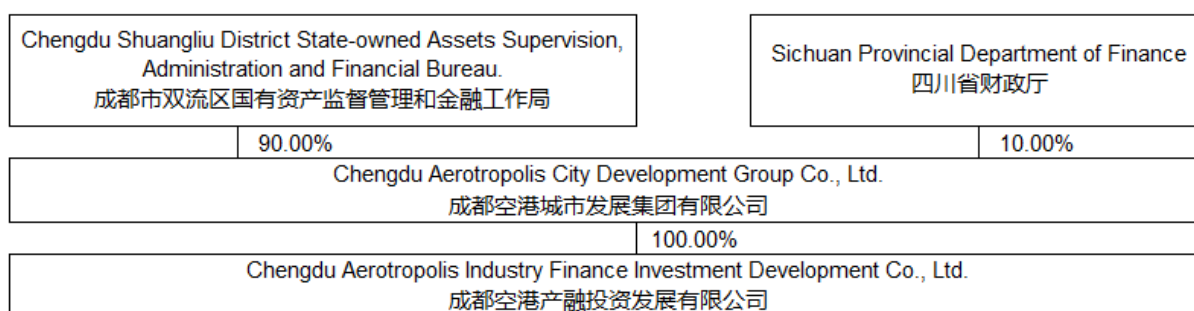 Chengdu Shuangliu District State-owned Assets Supervision,
Administration and Financial Bureau.
成都市双流区国有资产监督管理和金融工作局
Sichuan Provincial Department of Finance
四川省财政厅
90.00%
10.00%
Chengdu Aerotropolis City Development Group Co., Ltd.
成都空港城市发展集团有限公司
100.00%
Chengdu Aerotropolis Industry Finance Investment Development Co., Ltd.
成都空港产融投资发展有限公司